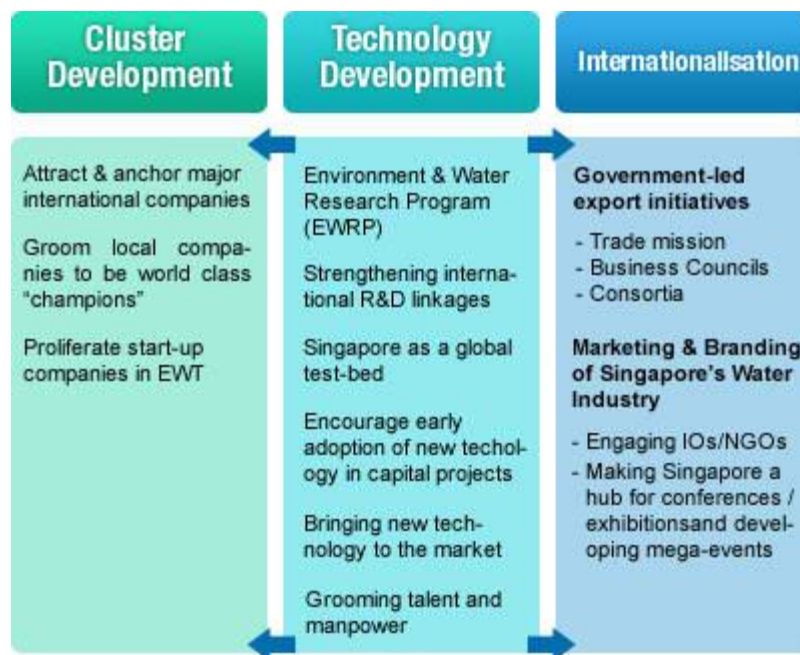 Cluster
Development
Attract & anchor major
international companies
Groom local compa-
nies to be world class
“champions”
Proliferate start-up
companies in EWT
Technology
Development
Environment & Water
Research Program
(EWRP)
Strengthening interna-
tional R&D linkages
Singapore as a global
test-bed
Encourage early
adoption of new techol-
ogy in capital projects
Bringing new tech-
nology to the market
Grooming talent and
manpower
Internationalisation
Government-led
export initiatives
- Trade mission
- Business Councils
- Consortia
Marketing & Branding
of Singapore's Water
Industry
- Engaging IOs/NGOs
- Making Singapore a
hub for conferences /
exhibitionsand devel-
oping mega-events